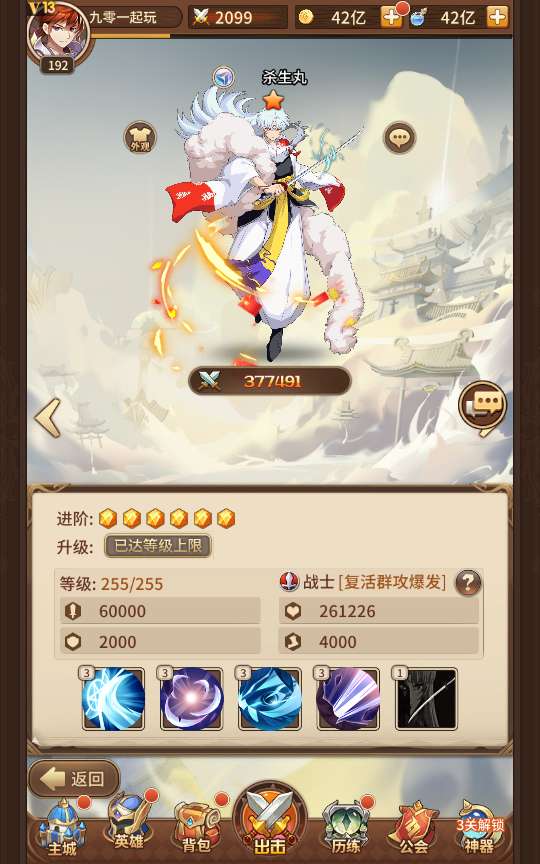 V13
九零一起玩
2099
42亿
42亿
192
杀生丸
外观
377491
进阶:
升级: 已达等级上限
等级: 255/255
战士 [复活群攻爆发]
?
60000
261226
2000
4000
3
3
3
3
1
返回
主城
英雄
背包
出击
历练
公会
3关解锁
神器